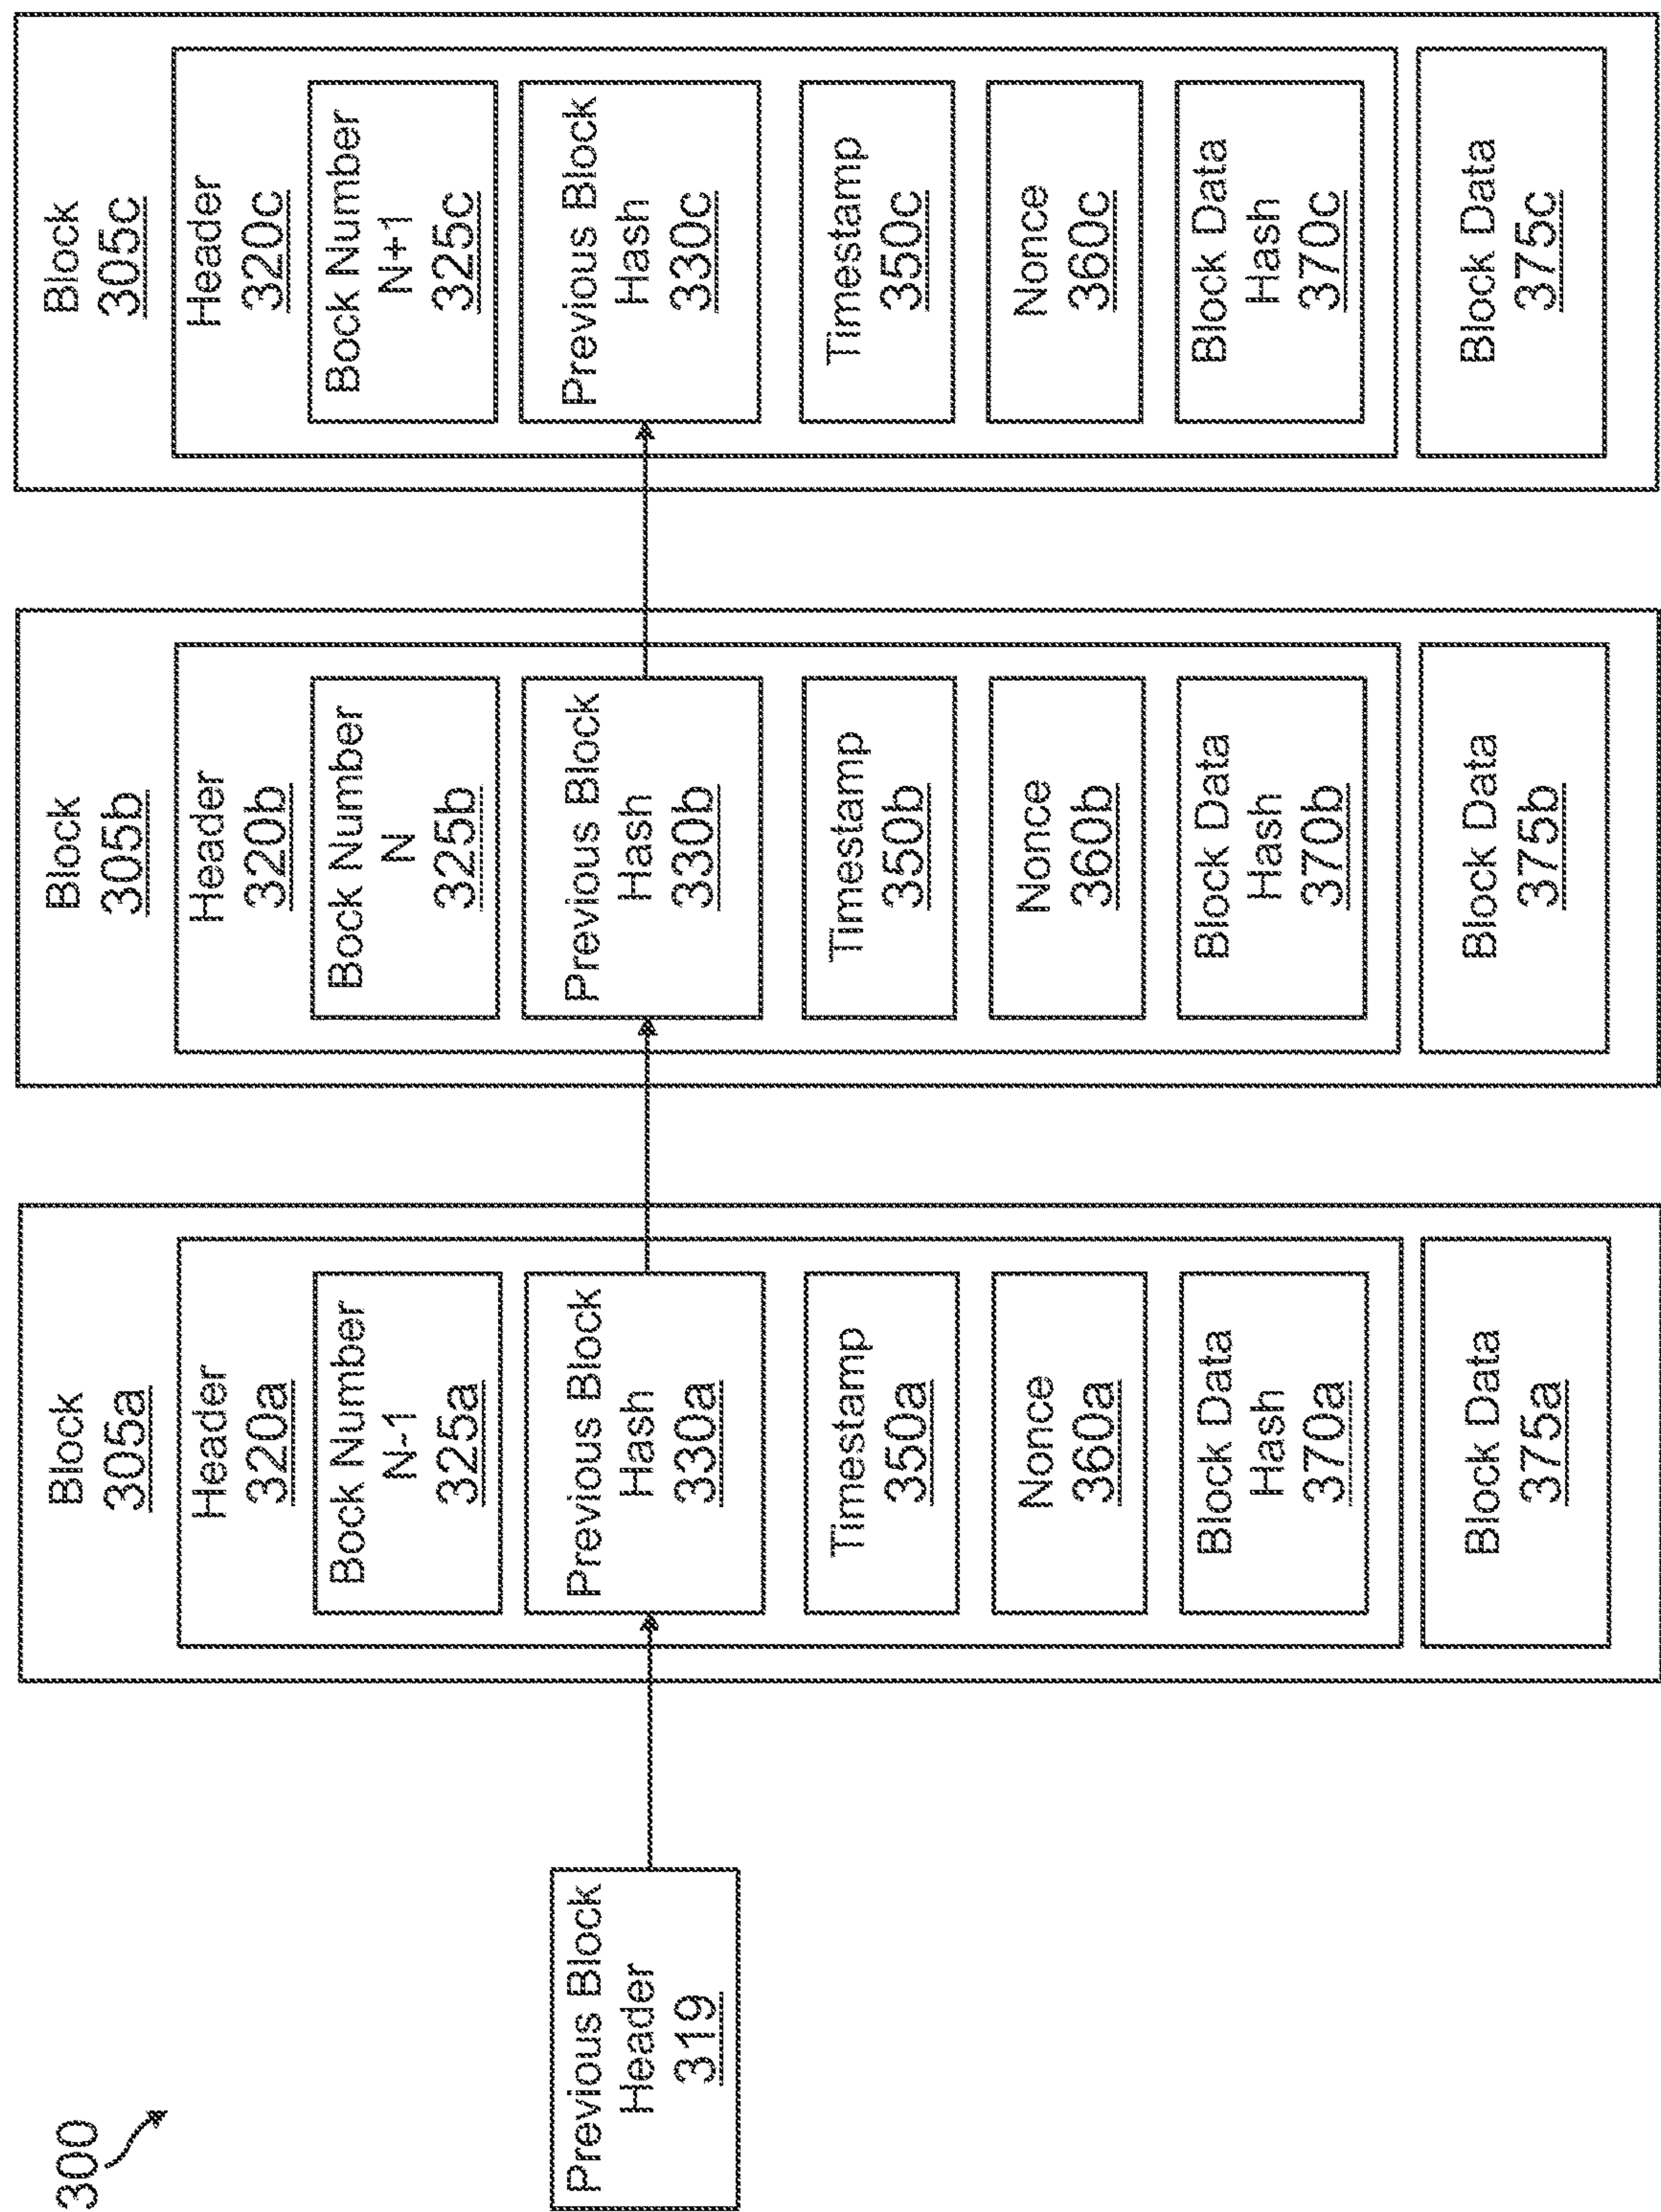 300
Previous Block
Header
319
Block
305a
Header
320a
Bock Number
N-1
325a
Previous Block
Hash
330a
Timestamp
350a
Nonce
360a
Block Data
Hash
370a
Block Data
375a
Block
305b
Header
320b
Bock Number
N
325b
Previous Block
Hash
330b
Timestamp
350b
Nonce
360b
Block Data
Hash
370b
Block Data
375b
Block
305c
Header
320c
Bock Number
N+1
325c
Previous Block
Hash
330c
Timestamp
350c
Nonce
360c
Block Data
Hash
370c
Block Data
375c